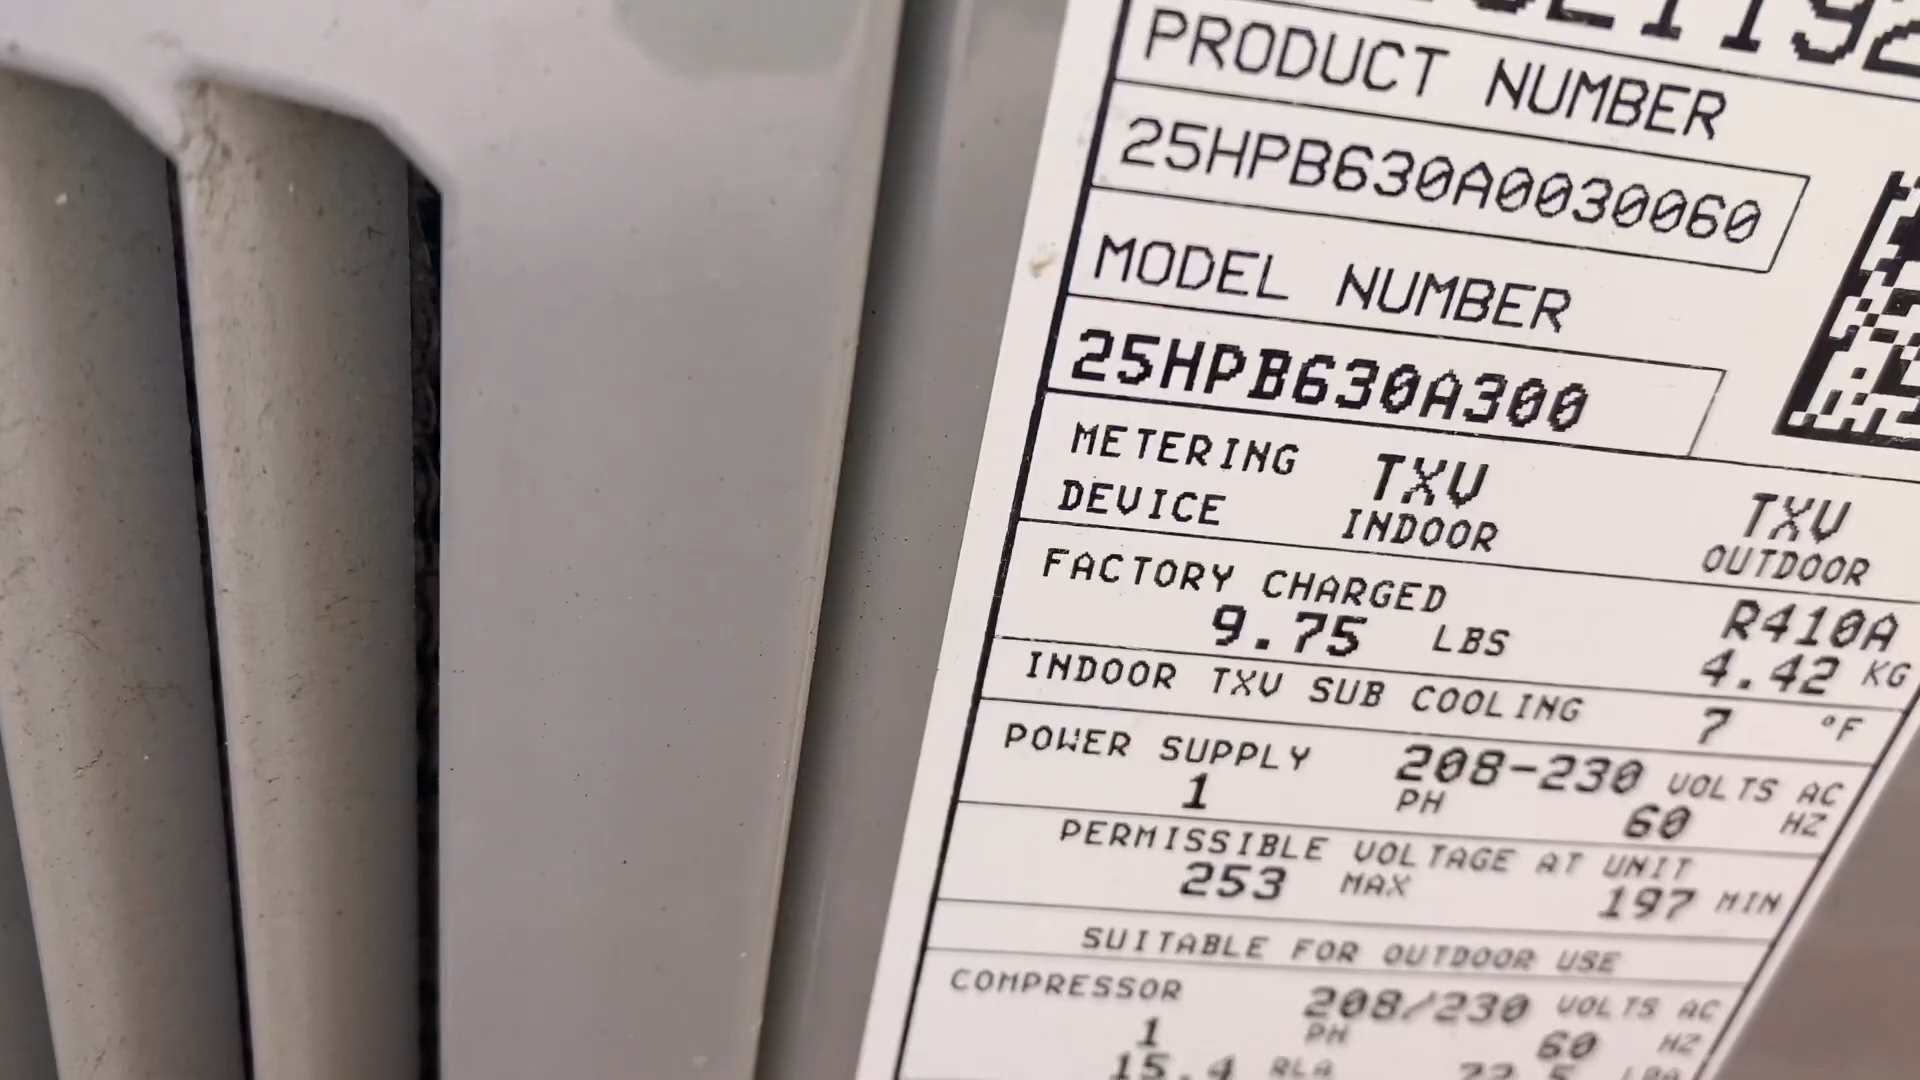 PRODUCT NUMBER
25HPB630A0030060
MODEL NUMBER
25HPB630A300
METERING DEVICE TXV INDOOR TXV OUTDOOR
FACTORY CHARGED R410A
9.75 LBS 4.42 KG
INDOOR TXV SUB COOLING 7 °F
POWER SUPPLY 208-230 VOLTS AC
1 PH 60 HZ
PERMISSIBLE VOLTAGE AT UNIT
253 MAX 197 MIN
SUITABLE FOR OUTDOOR USE
COMPRESSOR 208/230 VOLTS AC
1 PH 60 HZ
15.4 RLA